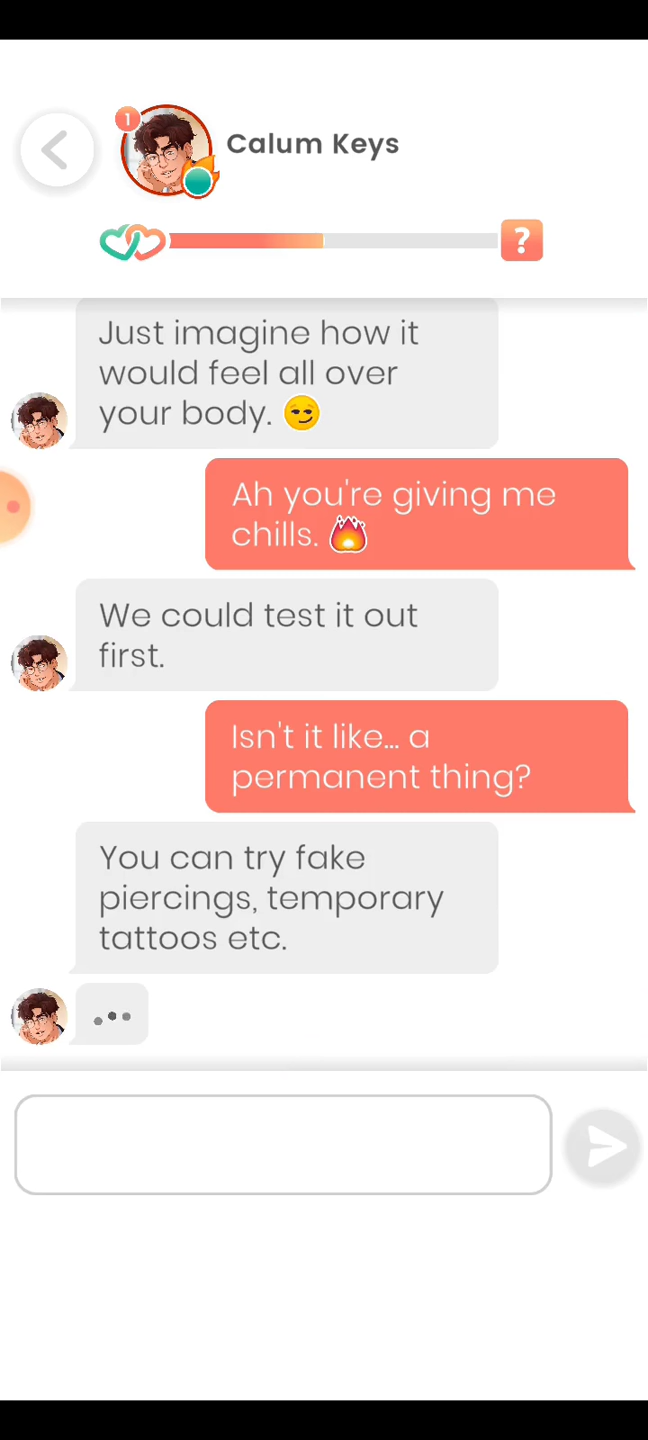 1
Calum Keys
?
Just imagine how it
would feel all over
your body. 😏
Ah you're giving me
chills. 🔥
We could test it out
first.
Isn't it like... a
permanent thing?
You can try fake
piercings, temporary
tattoos etc.